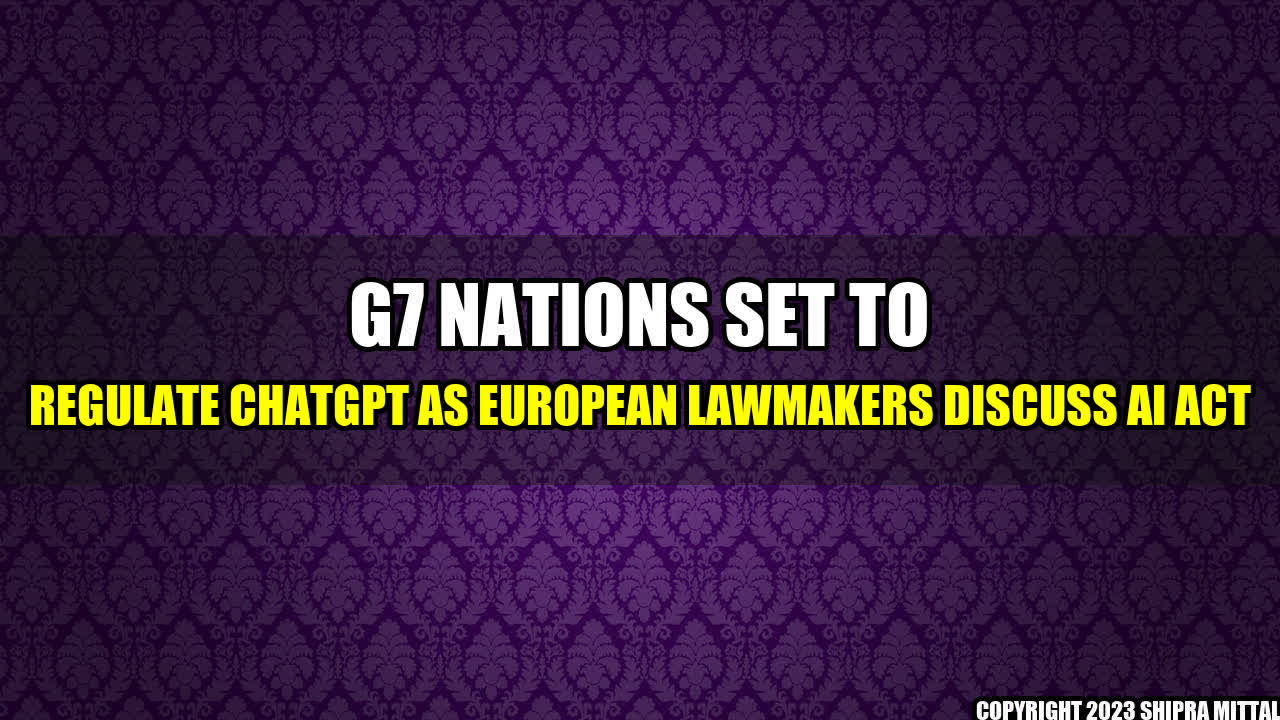 G7 NATIONS SET TO
REGULATE CHATGPT AS EUROPEAN LAWMAKERS DISCUSS AI ACT
COPYRIGHT 2023 SHIPRA MITTAL